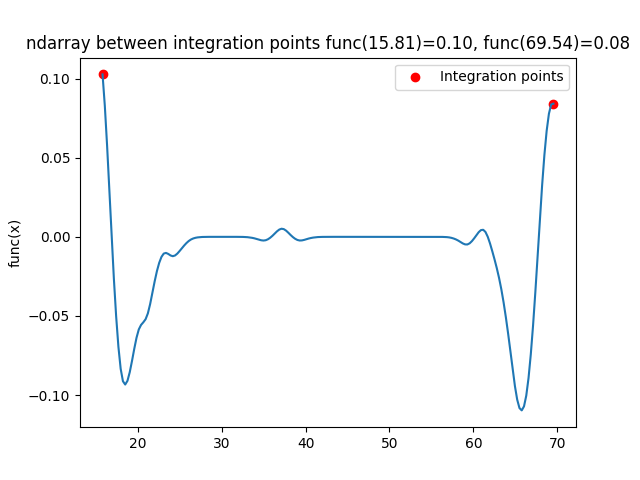 ndarray between integration points func(15.81)=0.10, func(69.54)=0.08
Integration points
func(x)
0.10
0.05
0.00
−0.05
−0.10
20 30 40 50 60 70